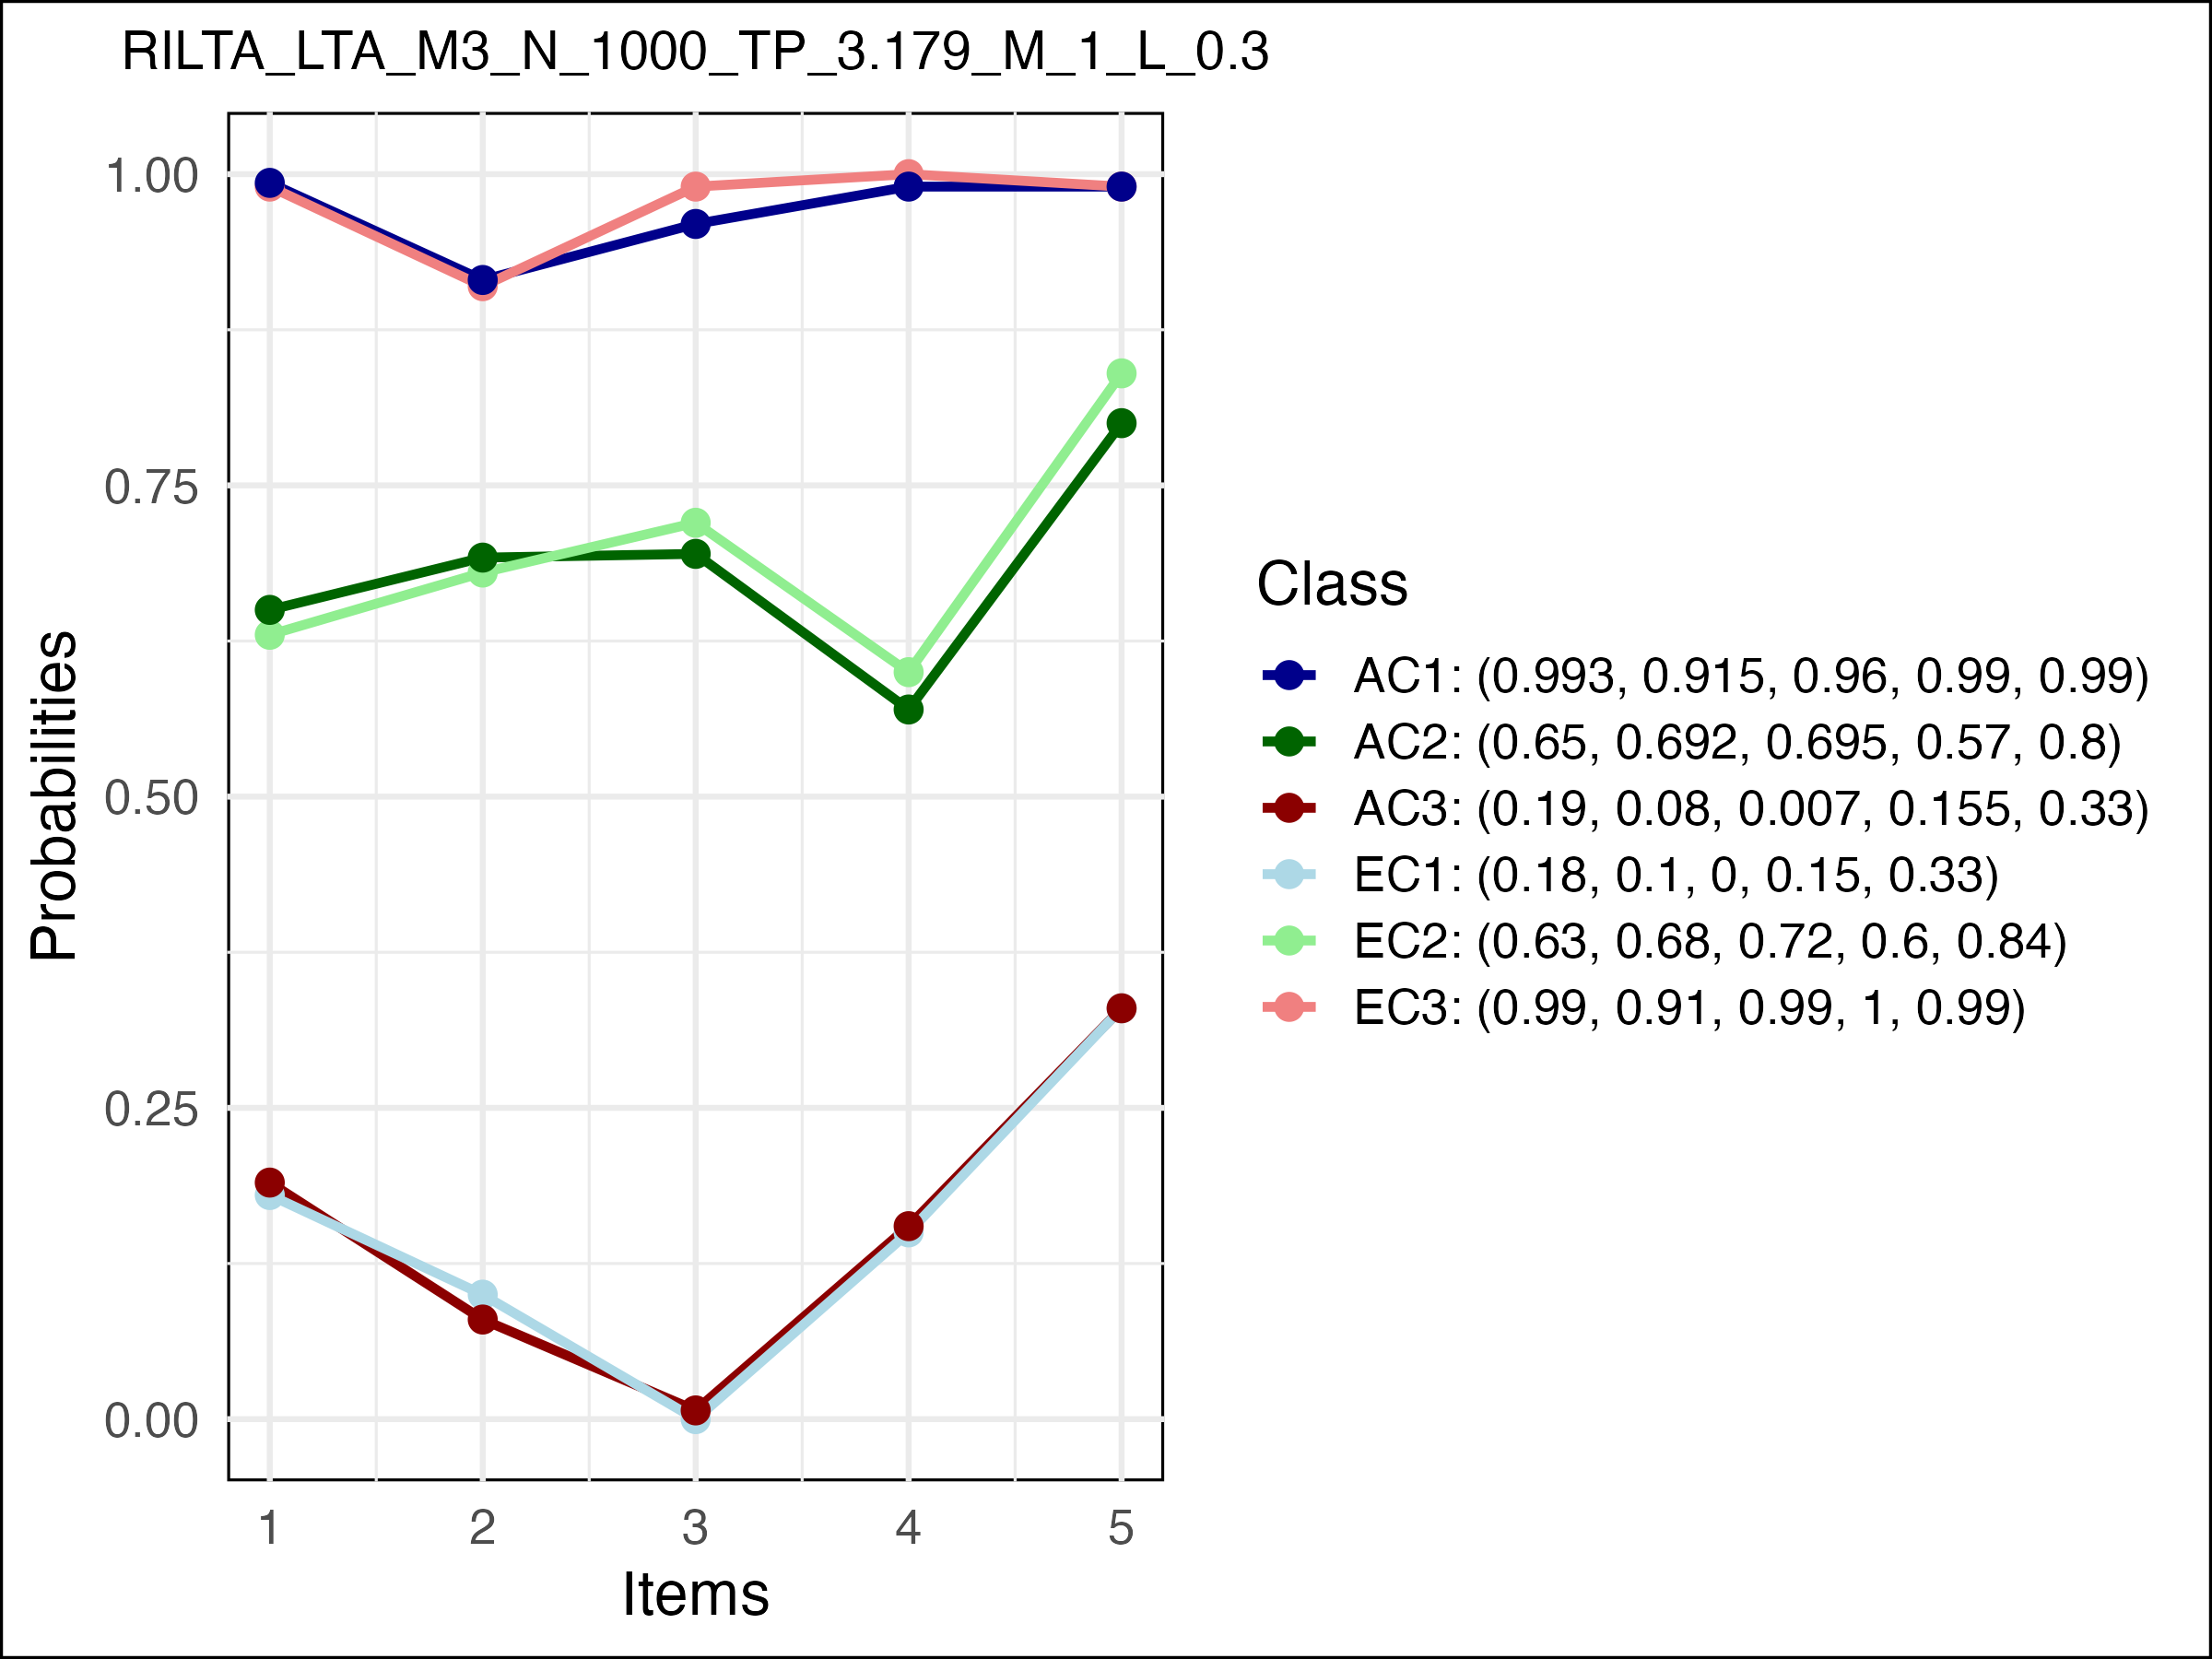 RILTA_LTA_M3_N_1000_TP_3.179_M_1_L_0.3
1.00
0.75
0.50
0.25
0.00
Probabilities
1 2 3 4 5
Items
Class
AC1: (0.993, 0.915, 0.96, 0.99, 0.99)
AC2: (0.65, 0.692, 0.695, 0.57, 0.8)
AC3: (0.19, 0.08, 0.007, 0.155, 0.33)
EC1: (0.18, 0.1, 0, 0.15, 0.33)
EC2: (0.63, 0.68, 0.72, 0.6, 0.84)
EC3: (0.99, 0.91, 0.99, 1, 0.99)